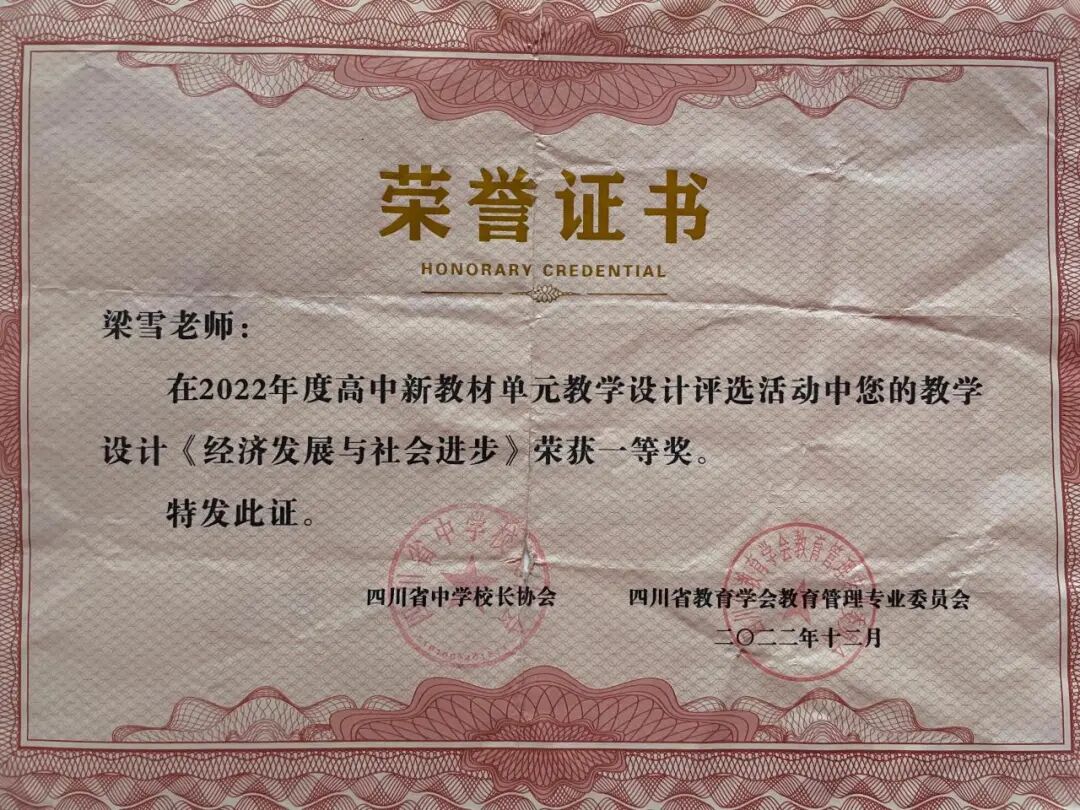 荣誉证书
HONORARY CREDENTIAL
梁雪老师：
在2022年度高中新教材单元教学设计评选活动中您的教学
设计《经济发展与社会进步》荣获一等奖。
特发此证。
四川省中学校长协会
四川省教育学会教育管理专业委员会
二〇二二年十二月